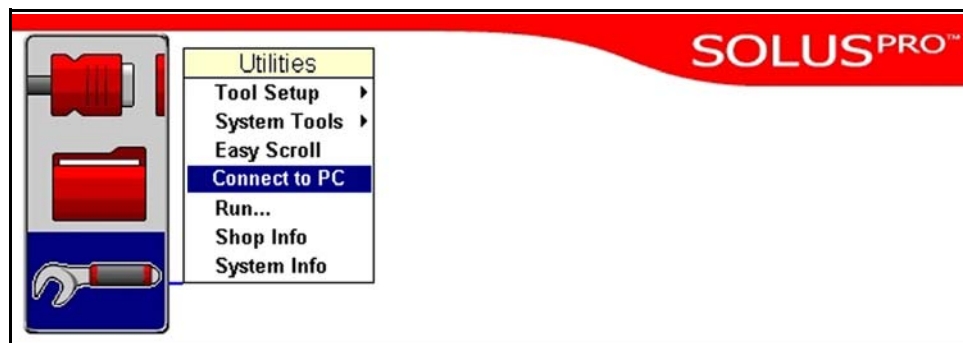 SOLUSPRO™
Utilities
Tool Setup
System Tools
Easy Scroll
Connect to PC
Run...
Shop Info
System Info